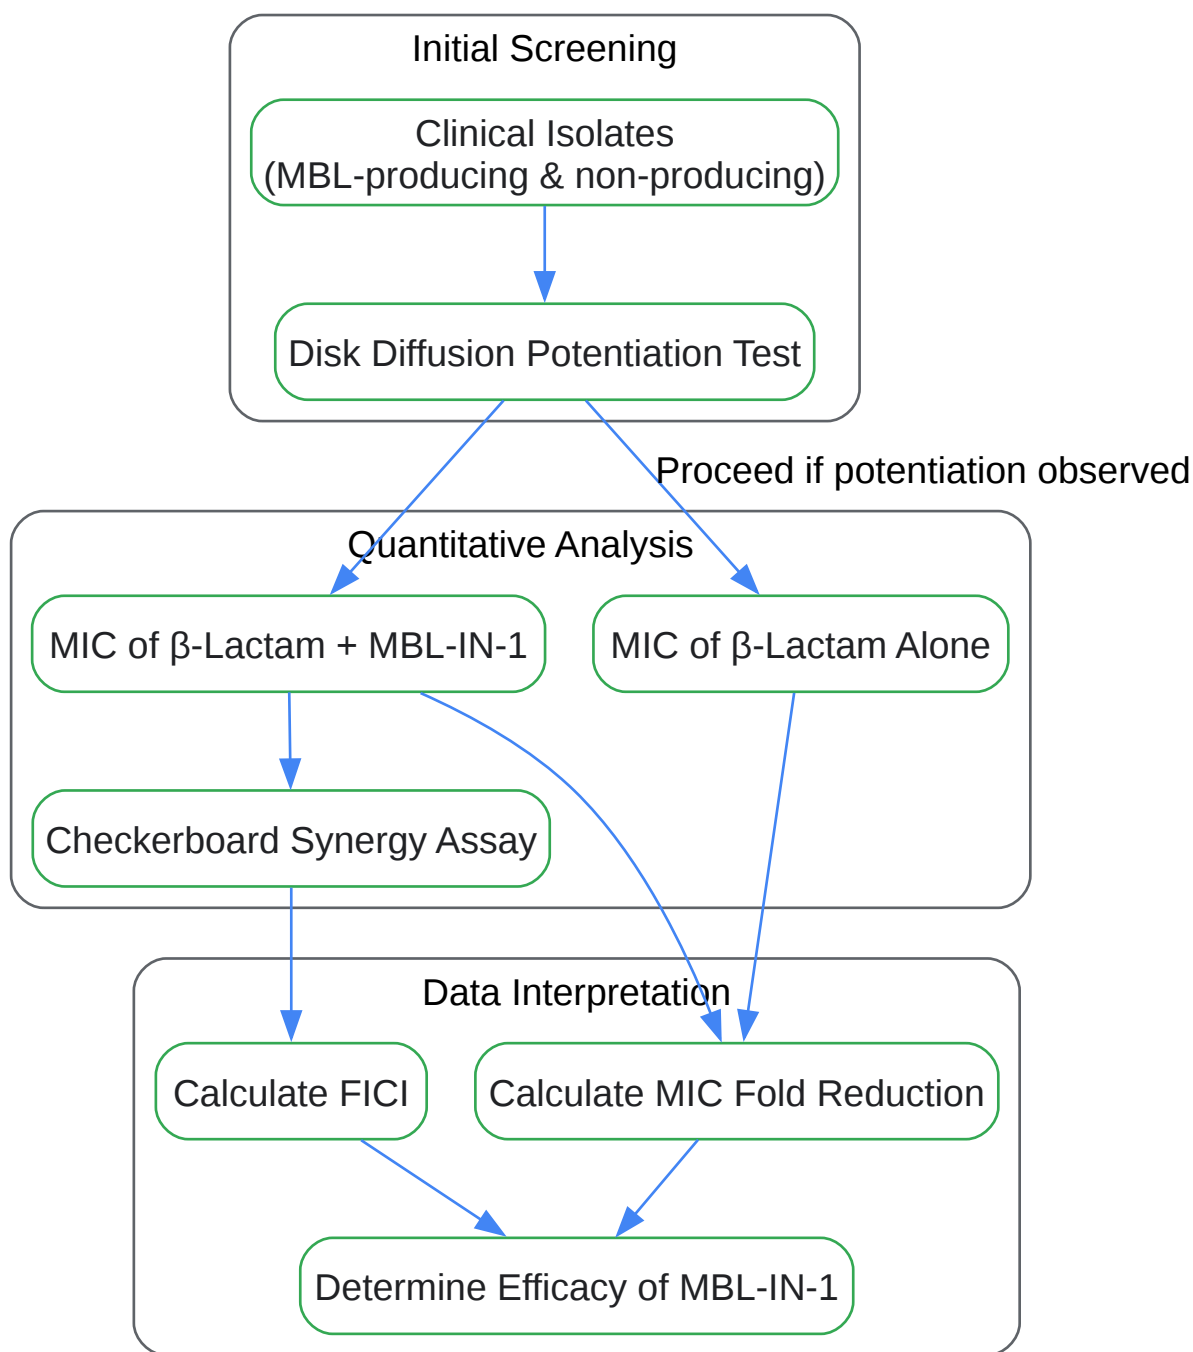 Initial Screening
Clinical Isolates
(MBL-producing & non-producing)
Disk Diffusion Potentiation Test
Proceed if potentiation observed
Quantitative Analysis
MIC of β-Lactam + MBL-IN-1
MIC of β-Lactam Alone
Checkerboard Synergy Assay
Data Interpretation
Calculate FICI
Calculate MIC Fold Reduction
Determine Efficacy of MBL-IN-1